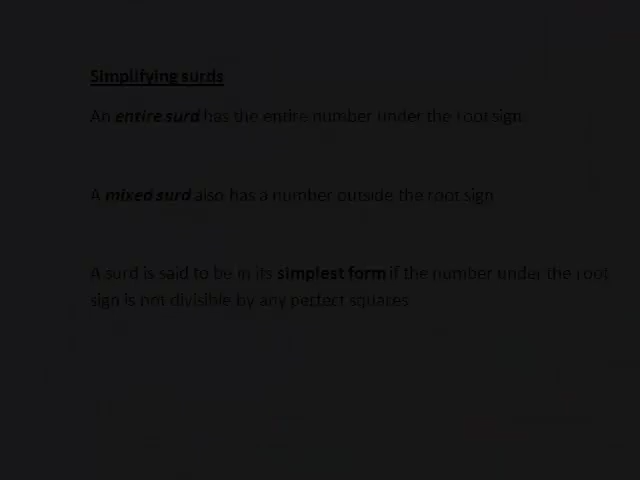 Simplifying surds
An entire surd has the entire number under the root sign
A mixed surd also has a number outside the root sign
A surd is said to be in its simplest form if the number under the root
sign is not divisible by any perfect squares